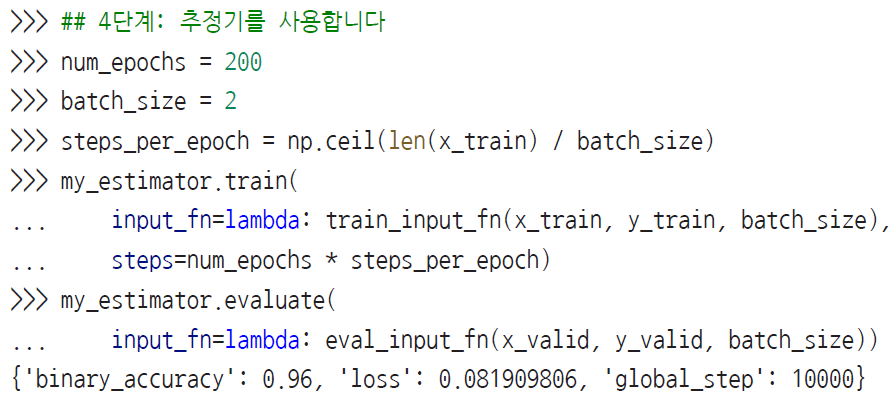 >>> ## 4단계: 추정기를 사용합니다
>>> num_epochs = 200
>>> batch_size = 2
>>> steps_per_epoch = np.ceil(len(x_train) / batch_size)
>>> my_estimator.train(
...     input_fn=lambda: train_input_fn(x_train, y_train, batch_size),
...     steps=num_epochs * steps_per_epoch)
>>> my_estimator.evaluate(
...     input_fn=lambda: eval_input_fn(x_valid, y_valid, batch_size))
{'binary_accuracy': 0.96, 'loss': 0.081909806, 'global_step': 10000}